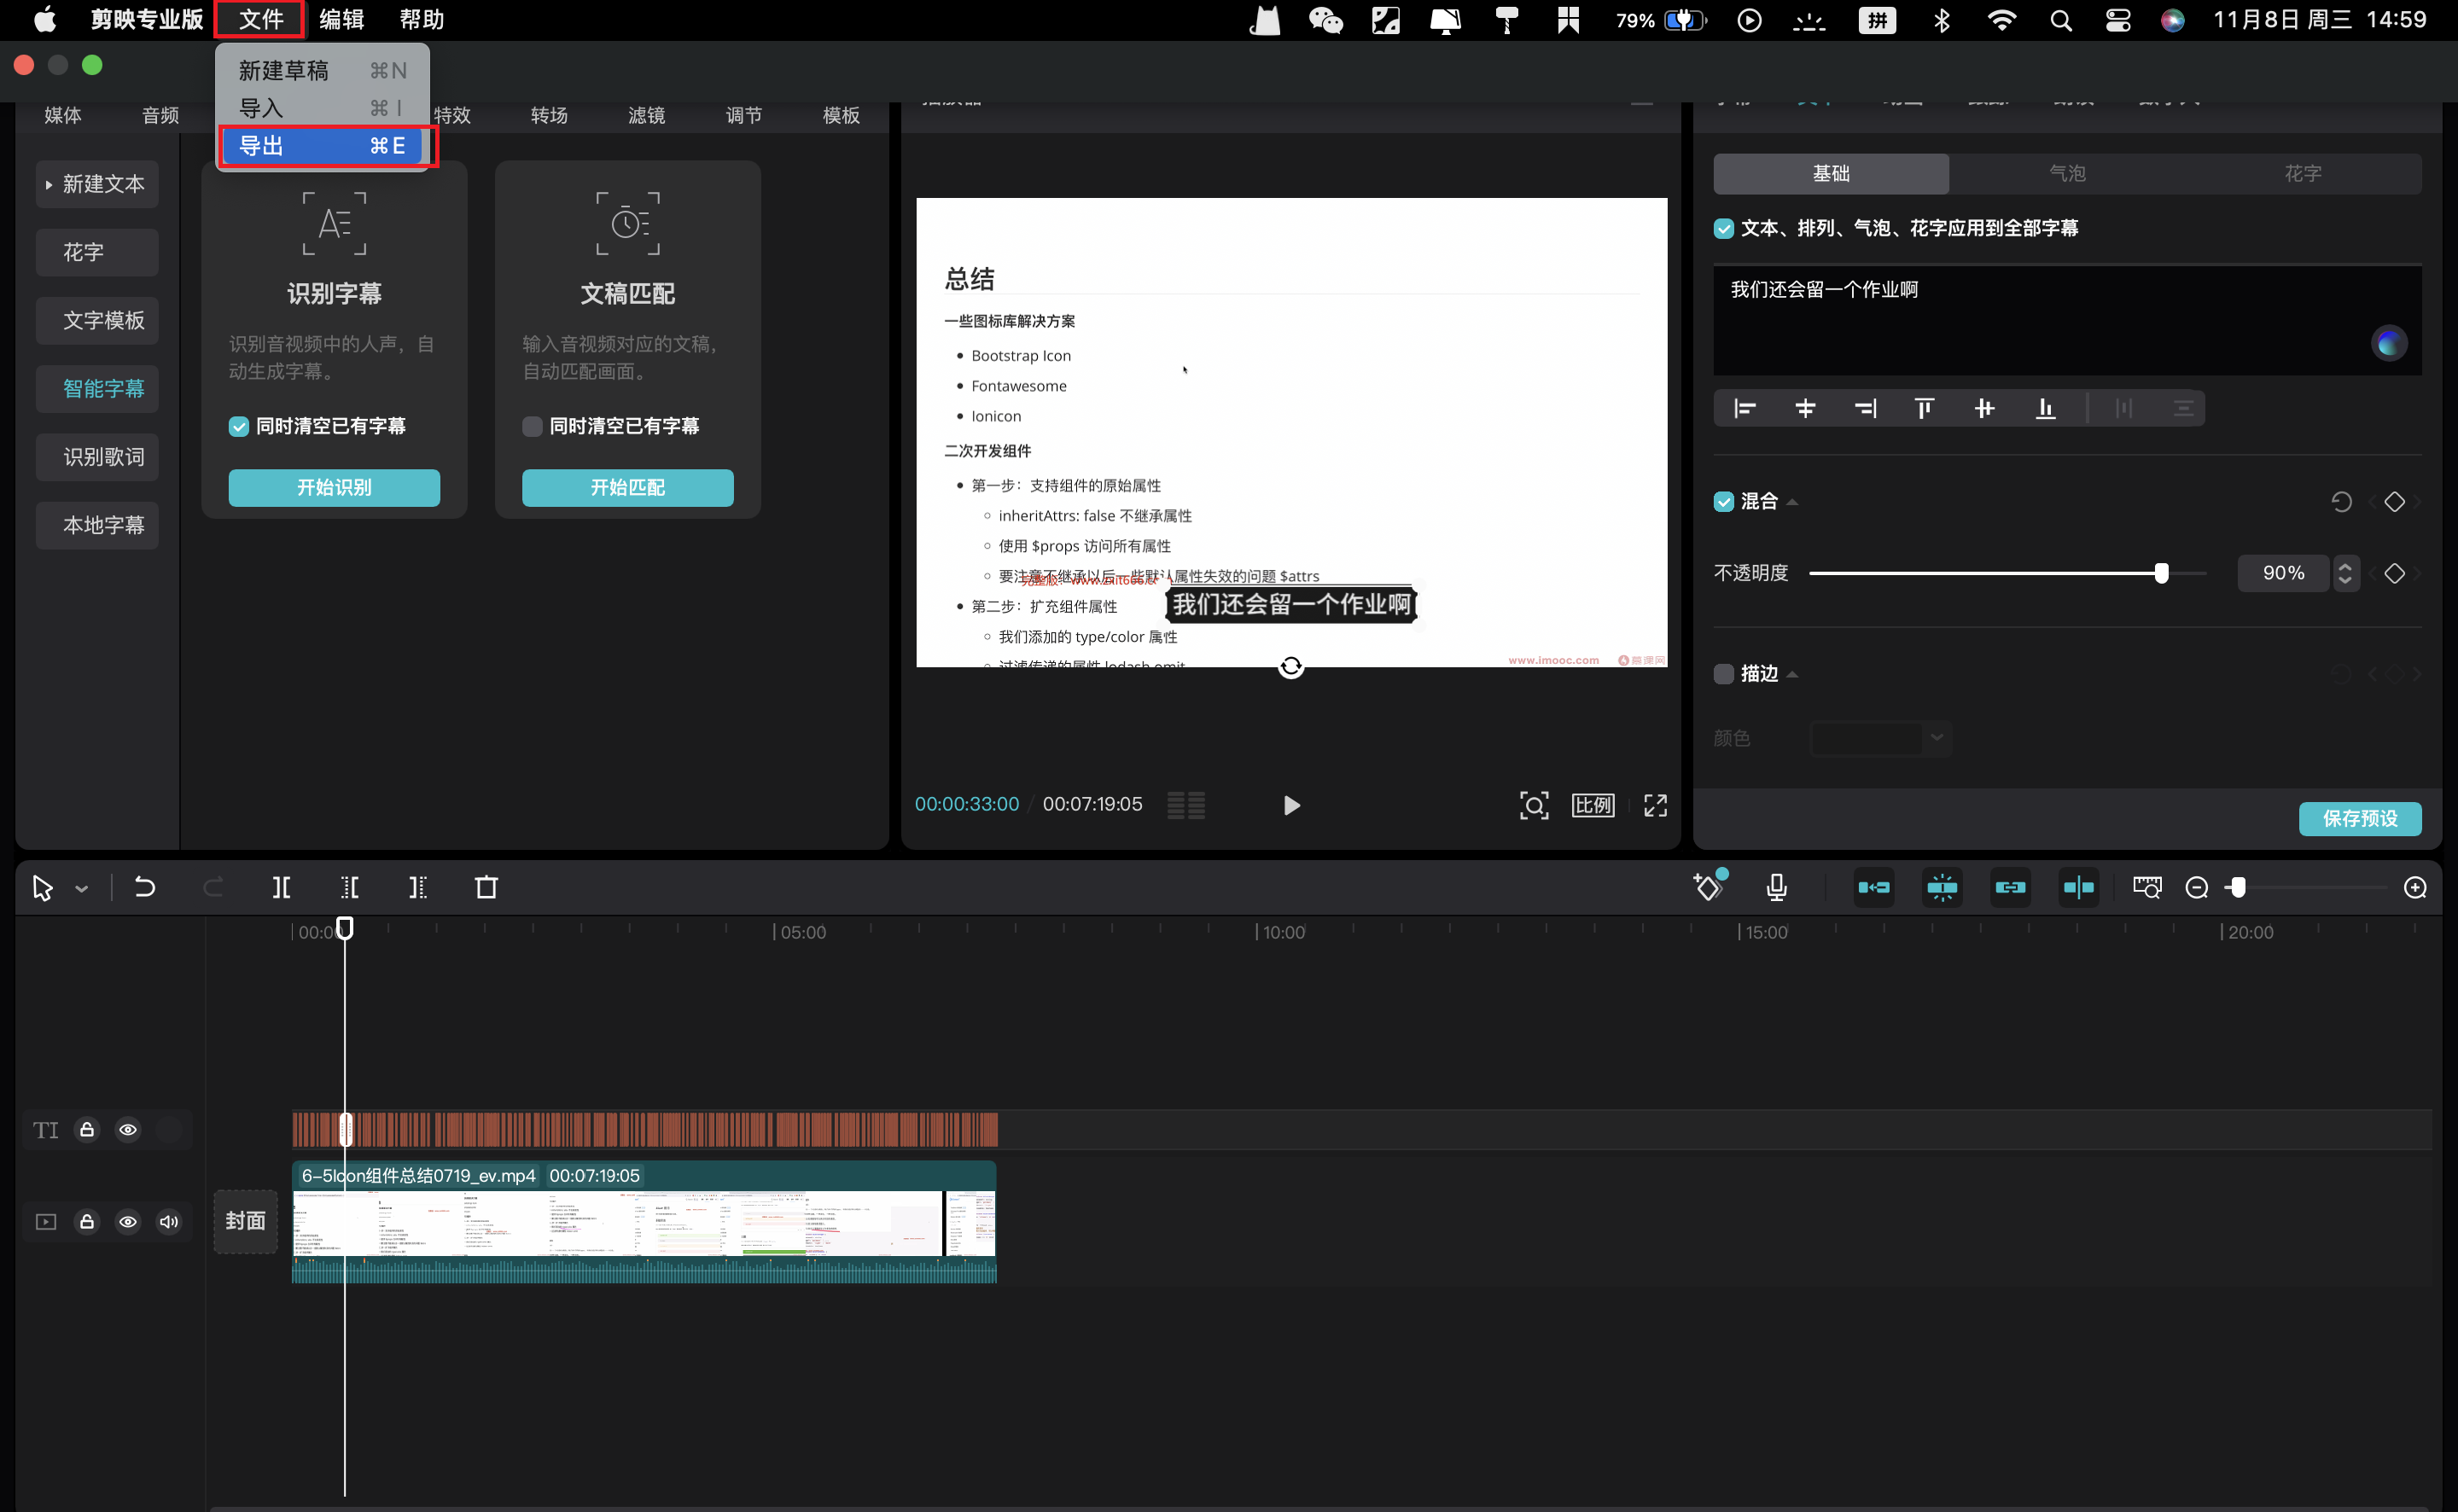 剪映专业版 文件 编辑 帮助 79% 拼 11月8日 周三 14:59
新建草稿 ⌘N
导入 ⌘I
导出 ⌘E
媒体 音频 特效 转场 滤镜 调节 模板
新建文本
花字
文字模板
智能字幕
识别歌词
本地字幕
识别字幕
识别音视频中的人声，自
动生成字幕。
同时清空已有字幕
开始识别
文稿匹配
输入音视频对应的文稿，
自动匹配画面。
同时清空已有字幕
开始匹配
总结
一些图标库解决方案
Bootstrap Icon
Fontawesome
Ionicon
二次开发组件
第一步：支持组件的原始属性
inheritAttrs: false 不继承属性
使用 $props 访问所有属性
要注意不继承以后一些默认属性失效的问题 $attrs
第二步：扩充组件属性
我们还会留一个作业啊
我们添加的 type/color 属性
过滤传递的属性 lodash omit
www.imooc.com 慕课网
00:00:33:00 / 00:07:19:05
比例
基础 气泡 花字
文本、排列、气泡、花字应用到全部字幕
我们还会留一个作业啊
混合
不透明度 90%
描边
颜色
保存预设
00:00 05:00 10:00 15:00 20:00
TI
封面
6-5Icon组件总结0719_ev.mp4 00:07:19:05